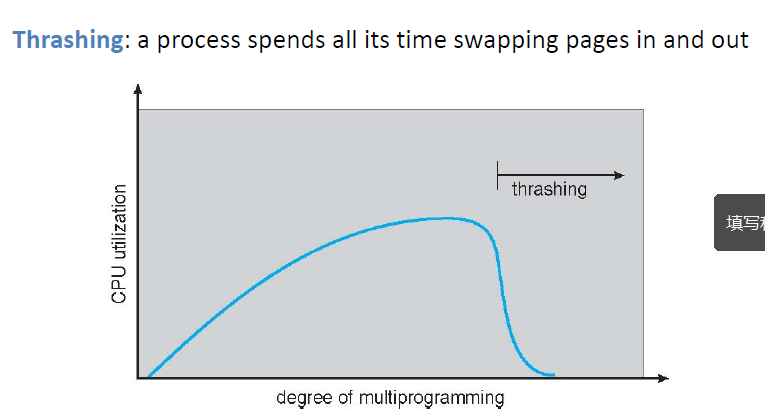 Thrashing: a process spends all its time swapping pages in and out
thrashing
CPU utilization
degree of multiprogramming
填写